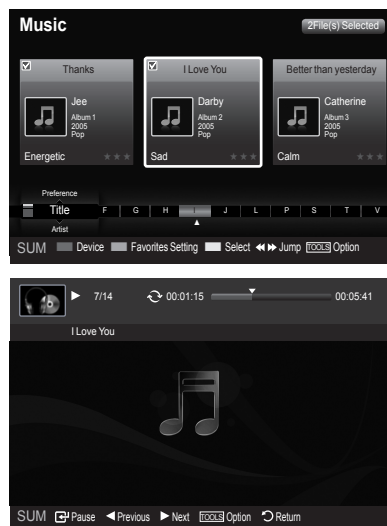 Music
2File(s) Selected
Thanks
I Love You
Better than yesterday
Jee
Album 1
2005
Pop
Darby
Album 2
2005
Pop
Catherine
Album 3
2005
Pop
Energetic
Sad
Calm
Preference
Title F G H I J L P S T V
Artist
SUM Device Favorites Setting Select Jump TOOLS Option
7/14 00:01:15 00:05:41
I Love You
SUM Pause Previous Next TOOLS Option Return